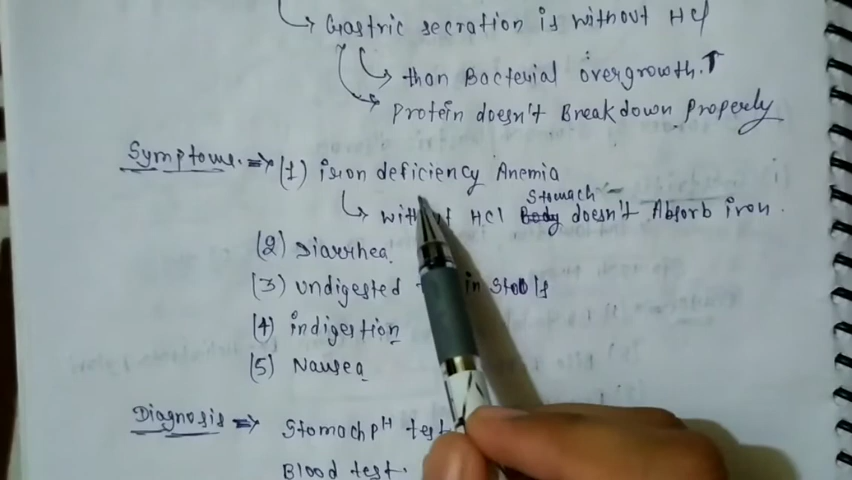 Gastric secration is without HCl
than Bacterial overgrowth. ↑
Protein doesn't Breakdown Properly
Symptoms. ⇒ (1) iron deficiency Anemia
Stomach
without HCl Body doesn't Absorb iron.
(2) Diarrhea.
(3) undigested in Stools
(4) indigestion
(5) Nausea
Diagnosis ⇒ Stomach pH test
Blood test.